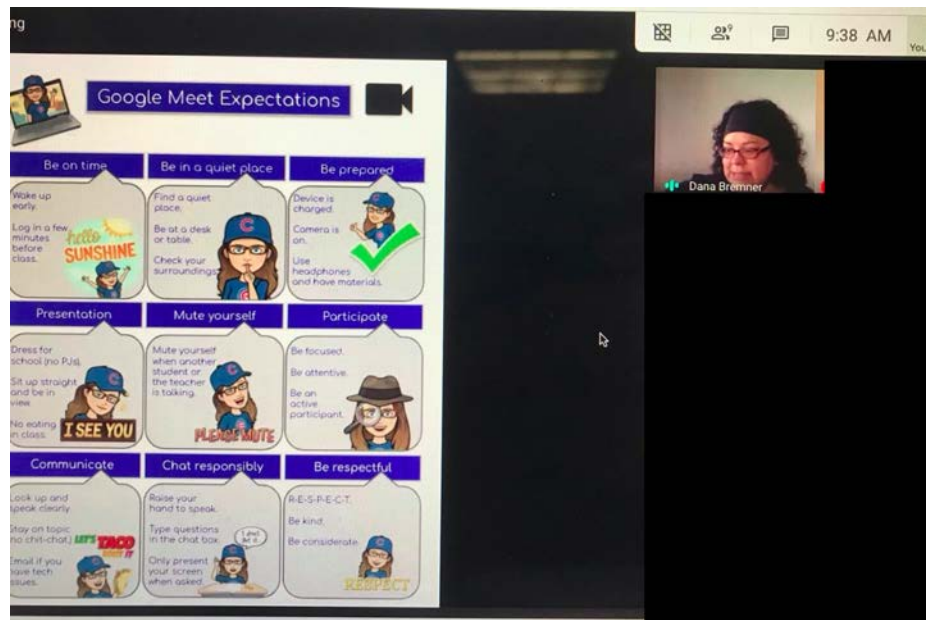 ng
9
9:38 AM
You
Google Meet Expectations
Dana Bremner
Be on time
Wake up
early.
Log in a few
minutes
before
class.
hello
SUNSHINE
Be in a quiet place
Find a quiet
place.
Be at a desk
or table.
Check your
surroundings.
C
Be prepared
Device is
charged.
Camera is
on.
Use
headphones
and have materials.
Presentation
Dress for
school (no PJs).
Sit up straight
and be in
view.
No eating
in class.
I SEE YOU
Mute yourself
Mute yourself
when another
student or
the teacher
is talking.
PLEASE MUTE
Participate
Be focused.
Be attentive.
Be an
active
participant.
Communicate
Look up and
speak clearly.
Stay on topic
(no chit-chat.)
LET'S TACO
BOUT IT
Email if you
have tech
issues.
Chat responsibly
Raise your
hand to speak.
Type questions
in the chat box.
Only present
your screen
when asked.
Be respectful
R-E-S-P-E-C-T.
Be kind.
Be considerate.
RESPECT